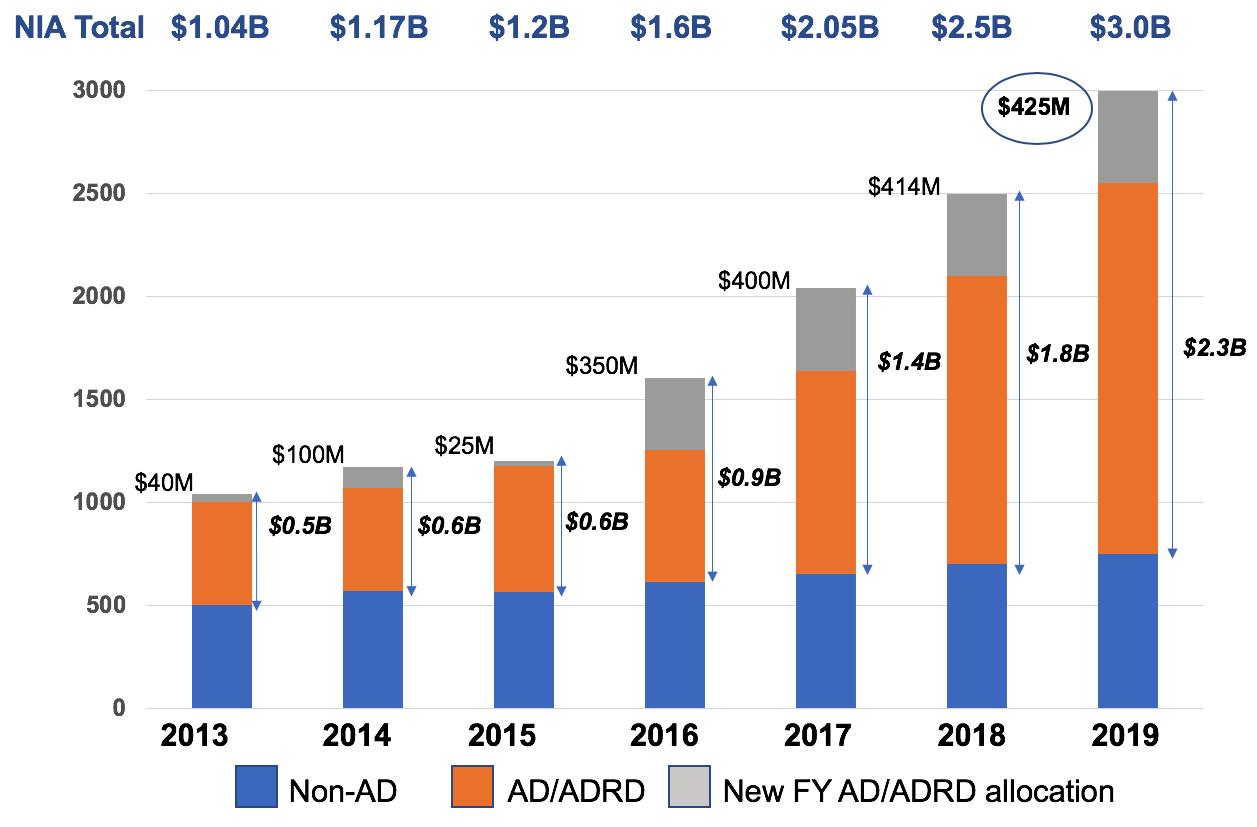 NIA Total $1.04B $1.17B $1.2B $1.6B $2.05B $2.5B $3.0B
3000
$425M
2500
$414M
2000
$400M
$1.4B
$1.8B
$2.3B
1500
$350M
$25M
$100M
$0.9B
$40M
1000
$0.5B
$0.6B
$0.6B
500
0
2013 2014 2015 2016 2017 2018 2019
Non-AD AD/ADRD New FY AD/ADRD allocation